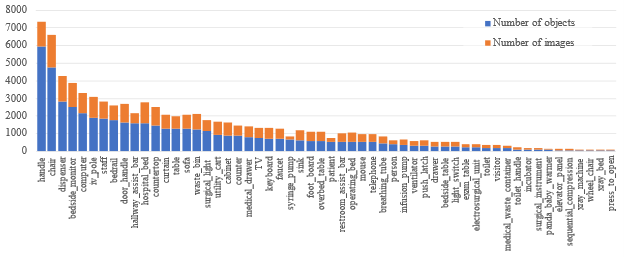 8000
7000
6000
5000
4000
3000
2000
1000
0
Number of objects
Number of images
handle
chair
dispenser
bedside_monitor
computer
iv_pole
staff
bedrail
door_handle
hallway_assist_bar
hospital_bed
countertop
curtain
table
sofa
waste_bin
surgical_light
utility_cart
cabinet
counter
medical_drawer
TV
keyboard
faucet
syringe_pump
sink
foot_board
overbed_table
patient
restroom_assist_bar
operating_bed
mouse
telephone
breathing_tube
person
infusion_pump
ventilator
push_latch
drawer
bedside_table
light_switch
exam_table
electrosurgical_unit
toilet
visitor
medical_waste_container
toilet_handle
incubator
surgical_instrument
panda_baby_warmer
elevator_panel
sequential_compression
xray_machine
wheel_chair
xray_bed
press_to_open